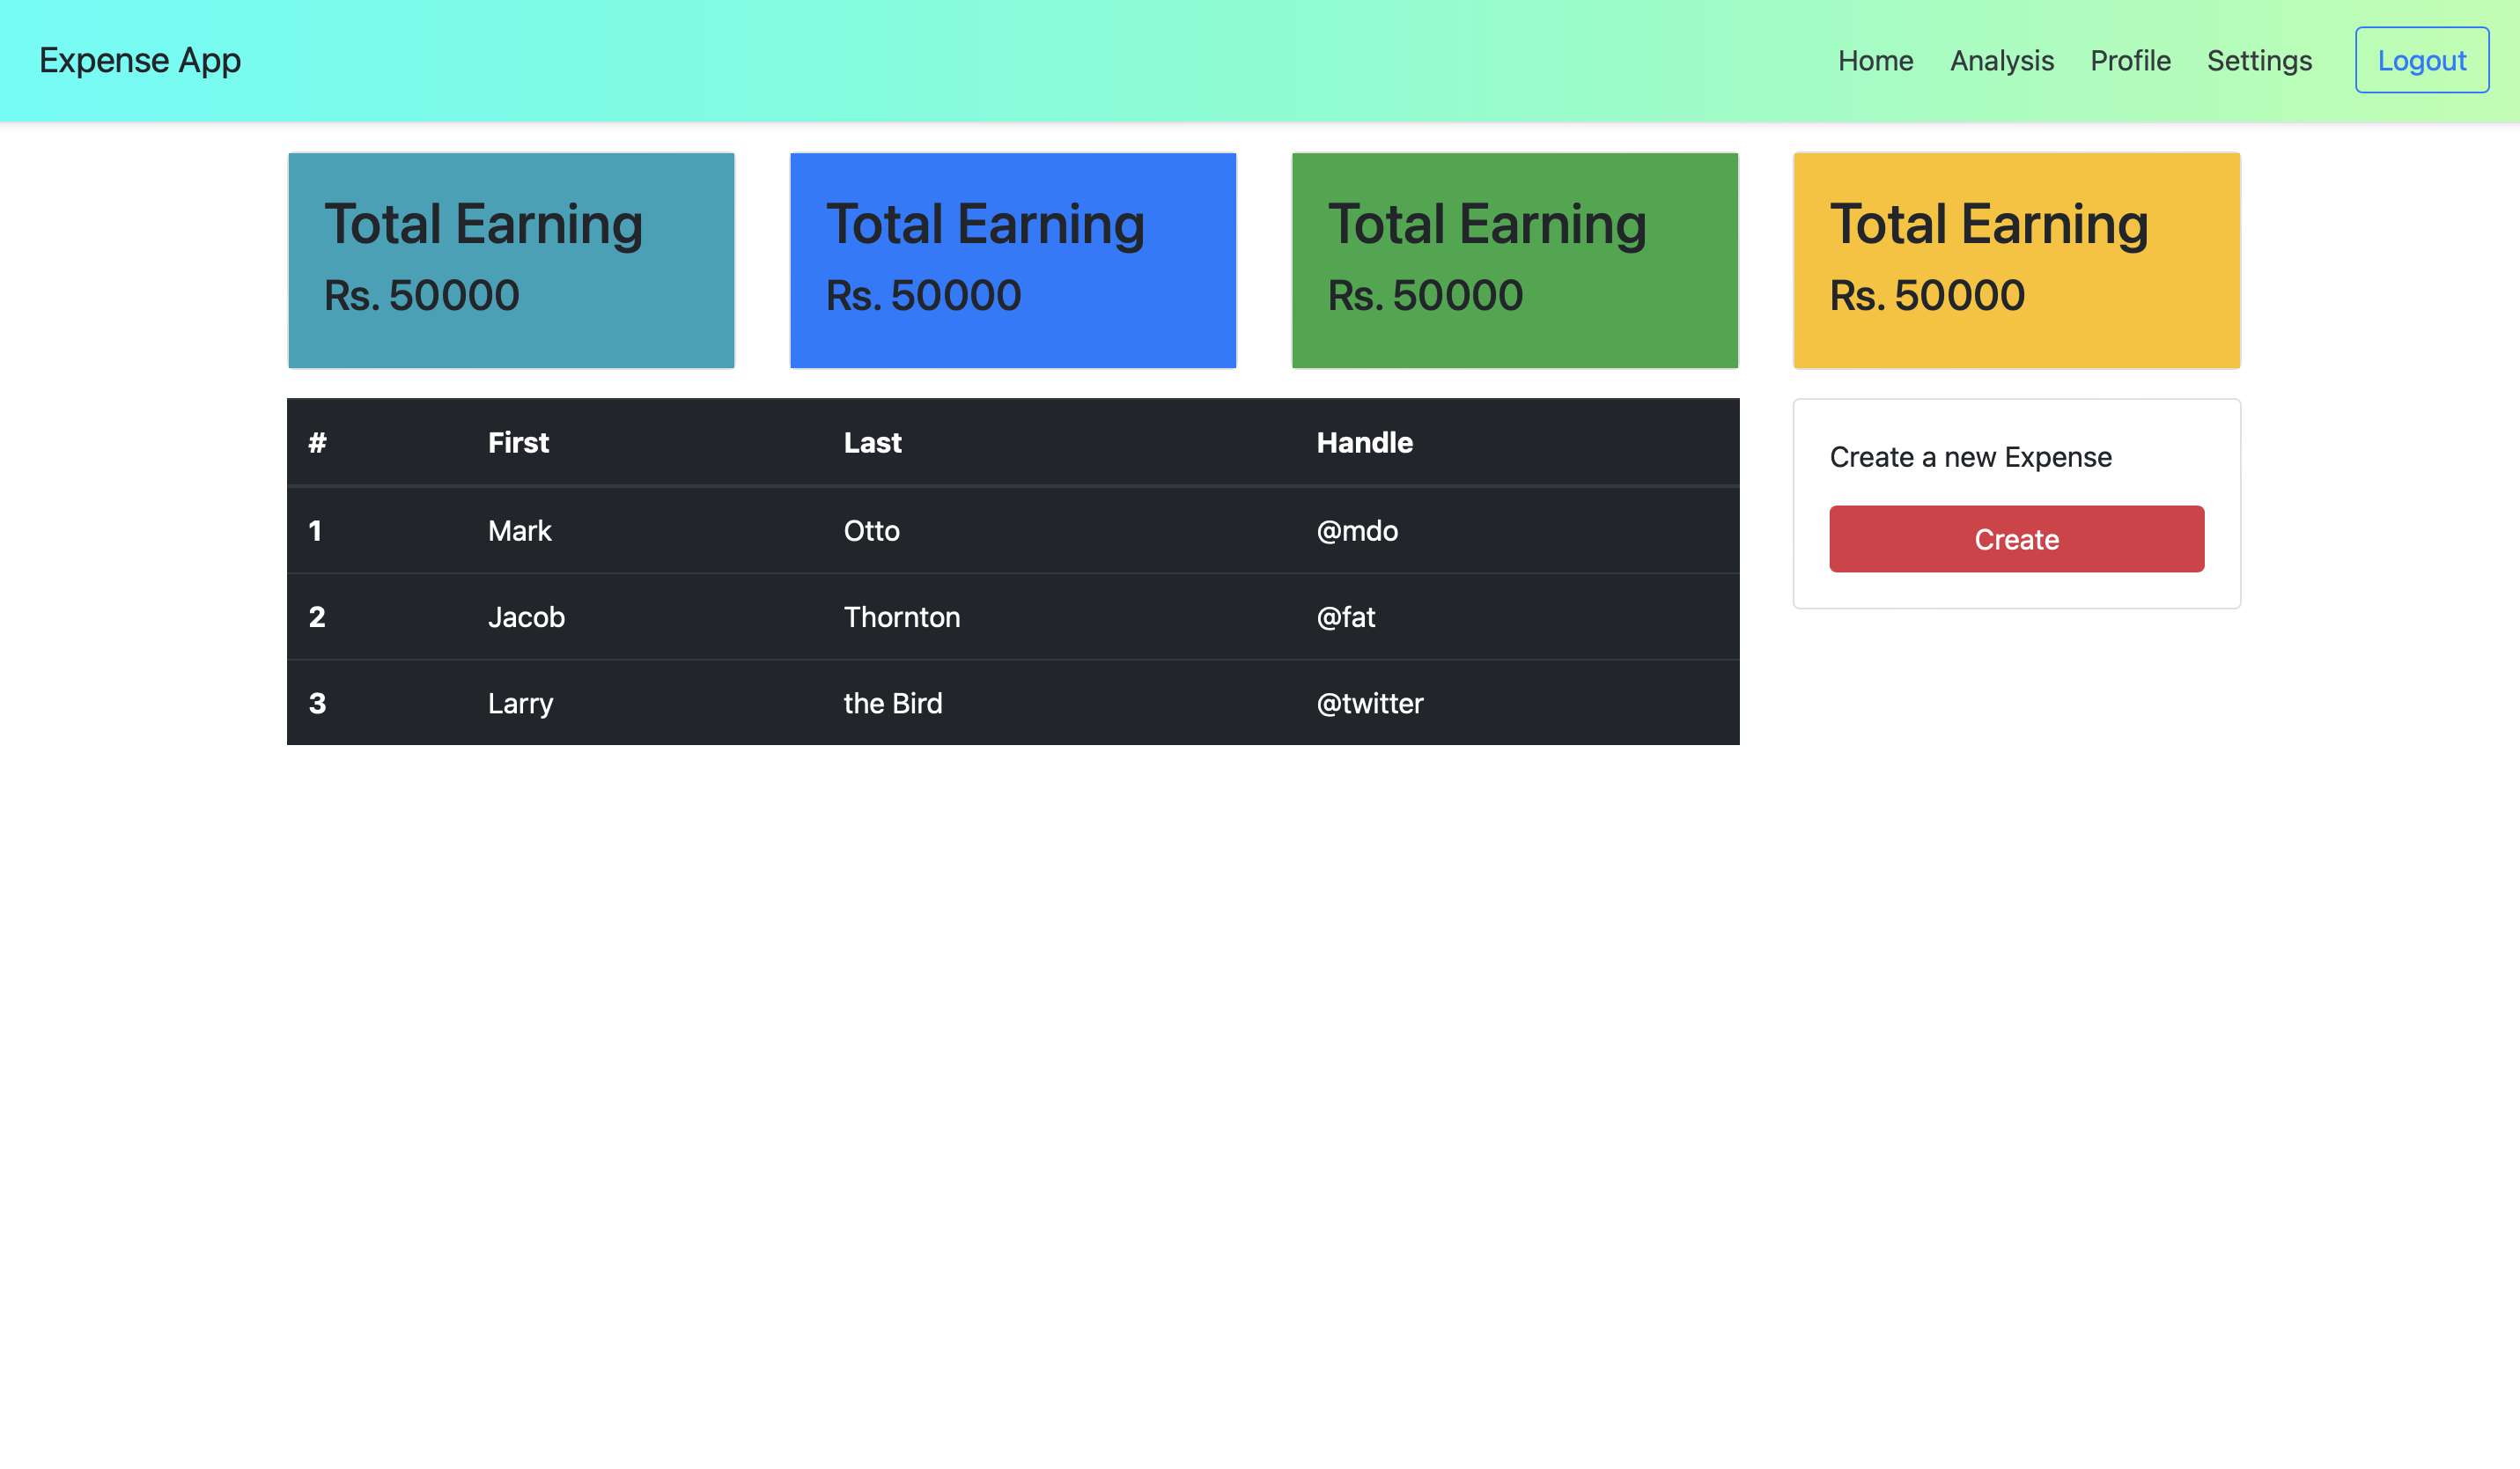 Expense App
Home Analysis Profile Settings Logout
Total Earning
Rs. 50000
Total Earning
Rs. 50000
Total Earning
Rs. 50000
Total Earning
Rs. 50000
# First Last Handle
1 Mark Otto @mdo
2 Jacob Thornton @fat
3 Larry the Bird @twitter
Create a new Expense
Create